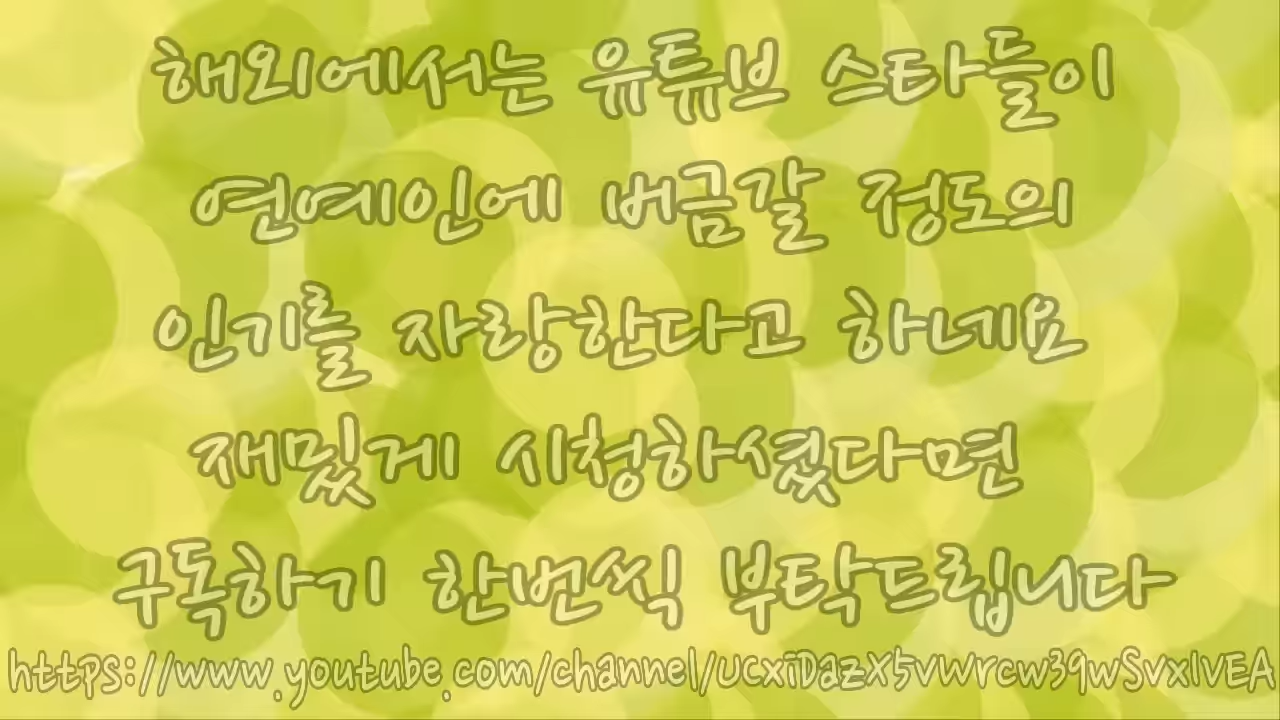 해외에서는 유튜브 스타들이
연예인에 버금갈 정도의
인기를 자랑한다고 하네요
재밌게 시청하셨다면
구독하기 한번씩 부탁드립니다
https://www.youtube.com/channel/UCxiDazX5vWrcw39wSvxIVEA